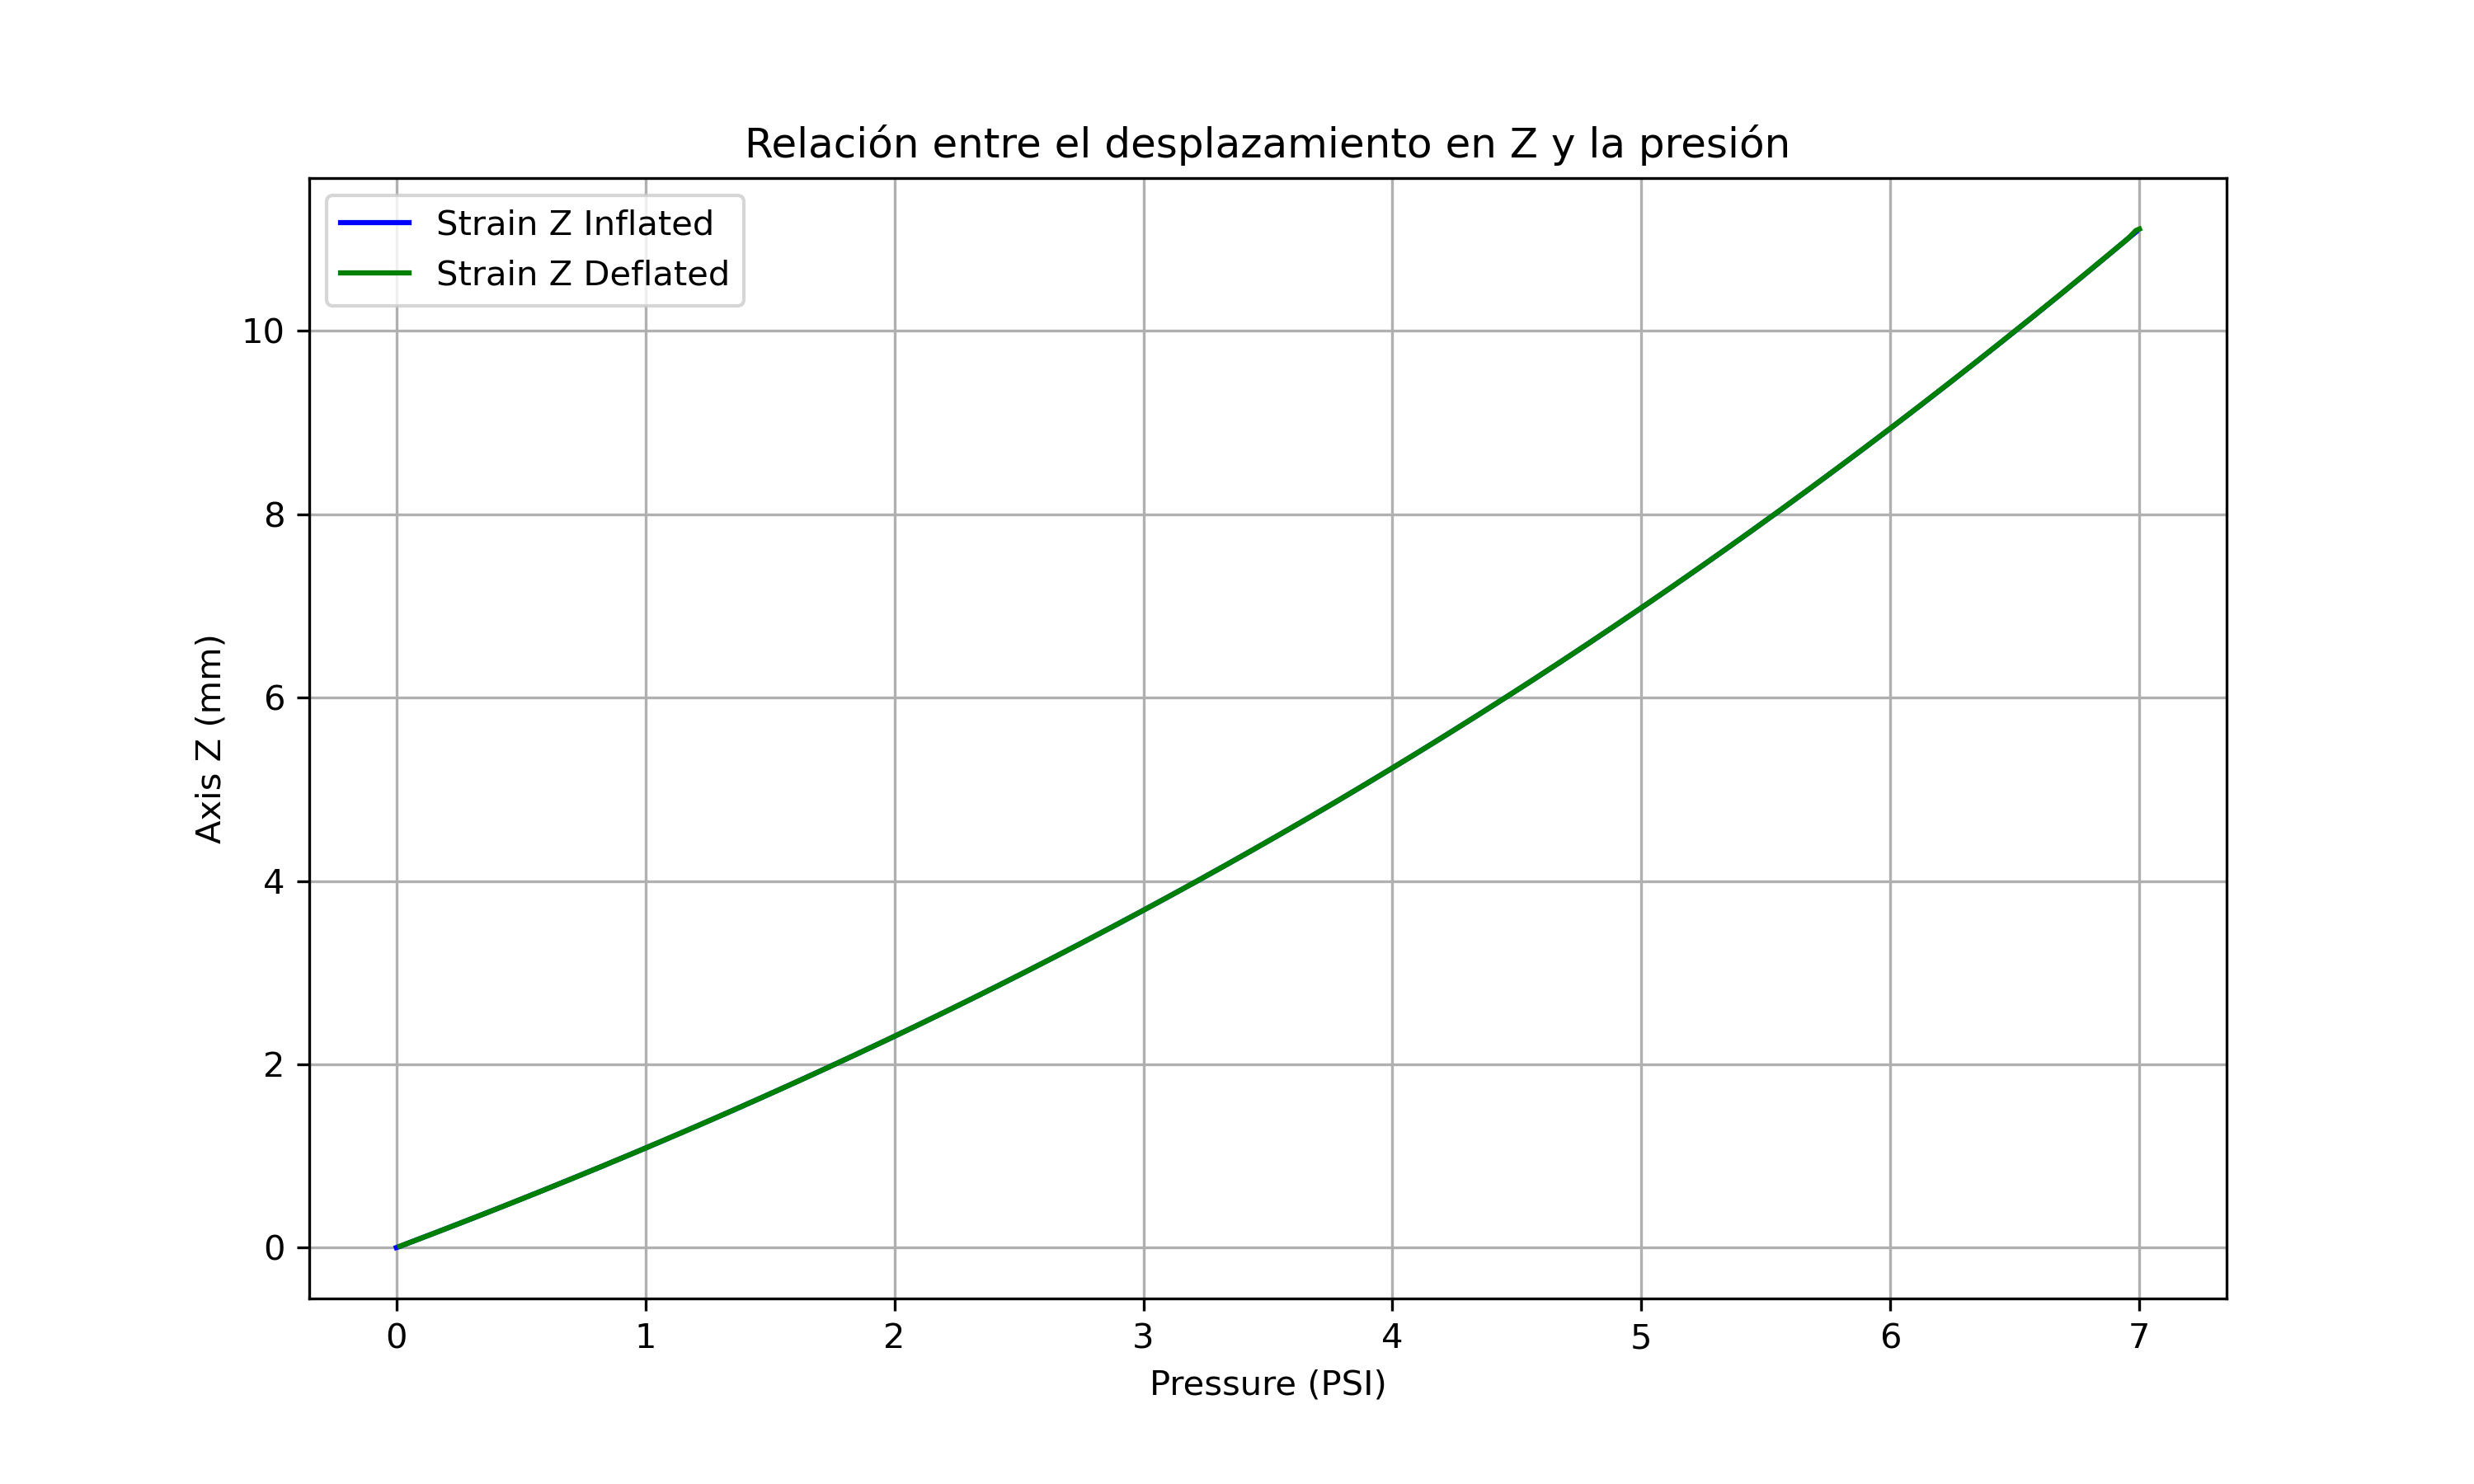 Relación entre el desplazamiento en Z y la presión
Strain Z Inflated
Strain Z Deflated
10
8
6
4
2
0
Axis Z (mm)
0 1 2 3 4 5 6 7
Pressure (PSI)